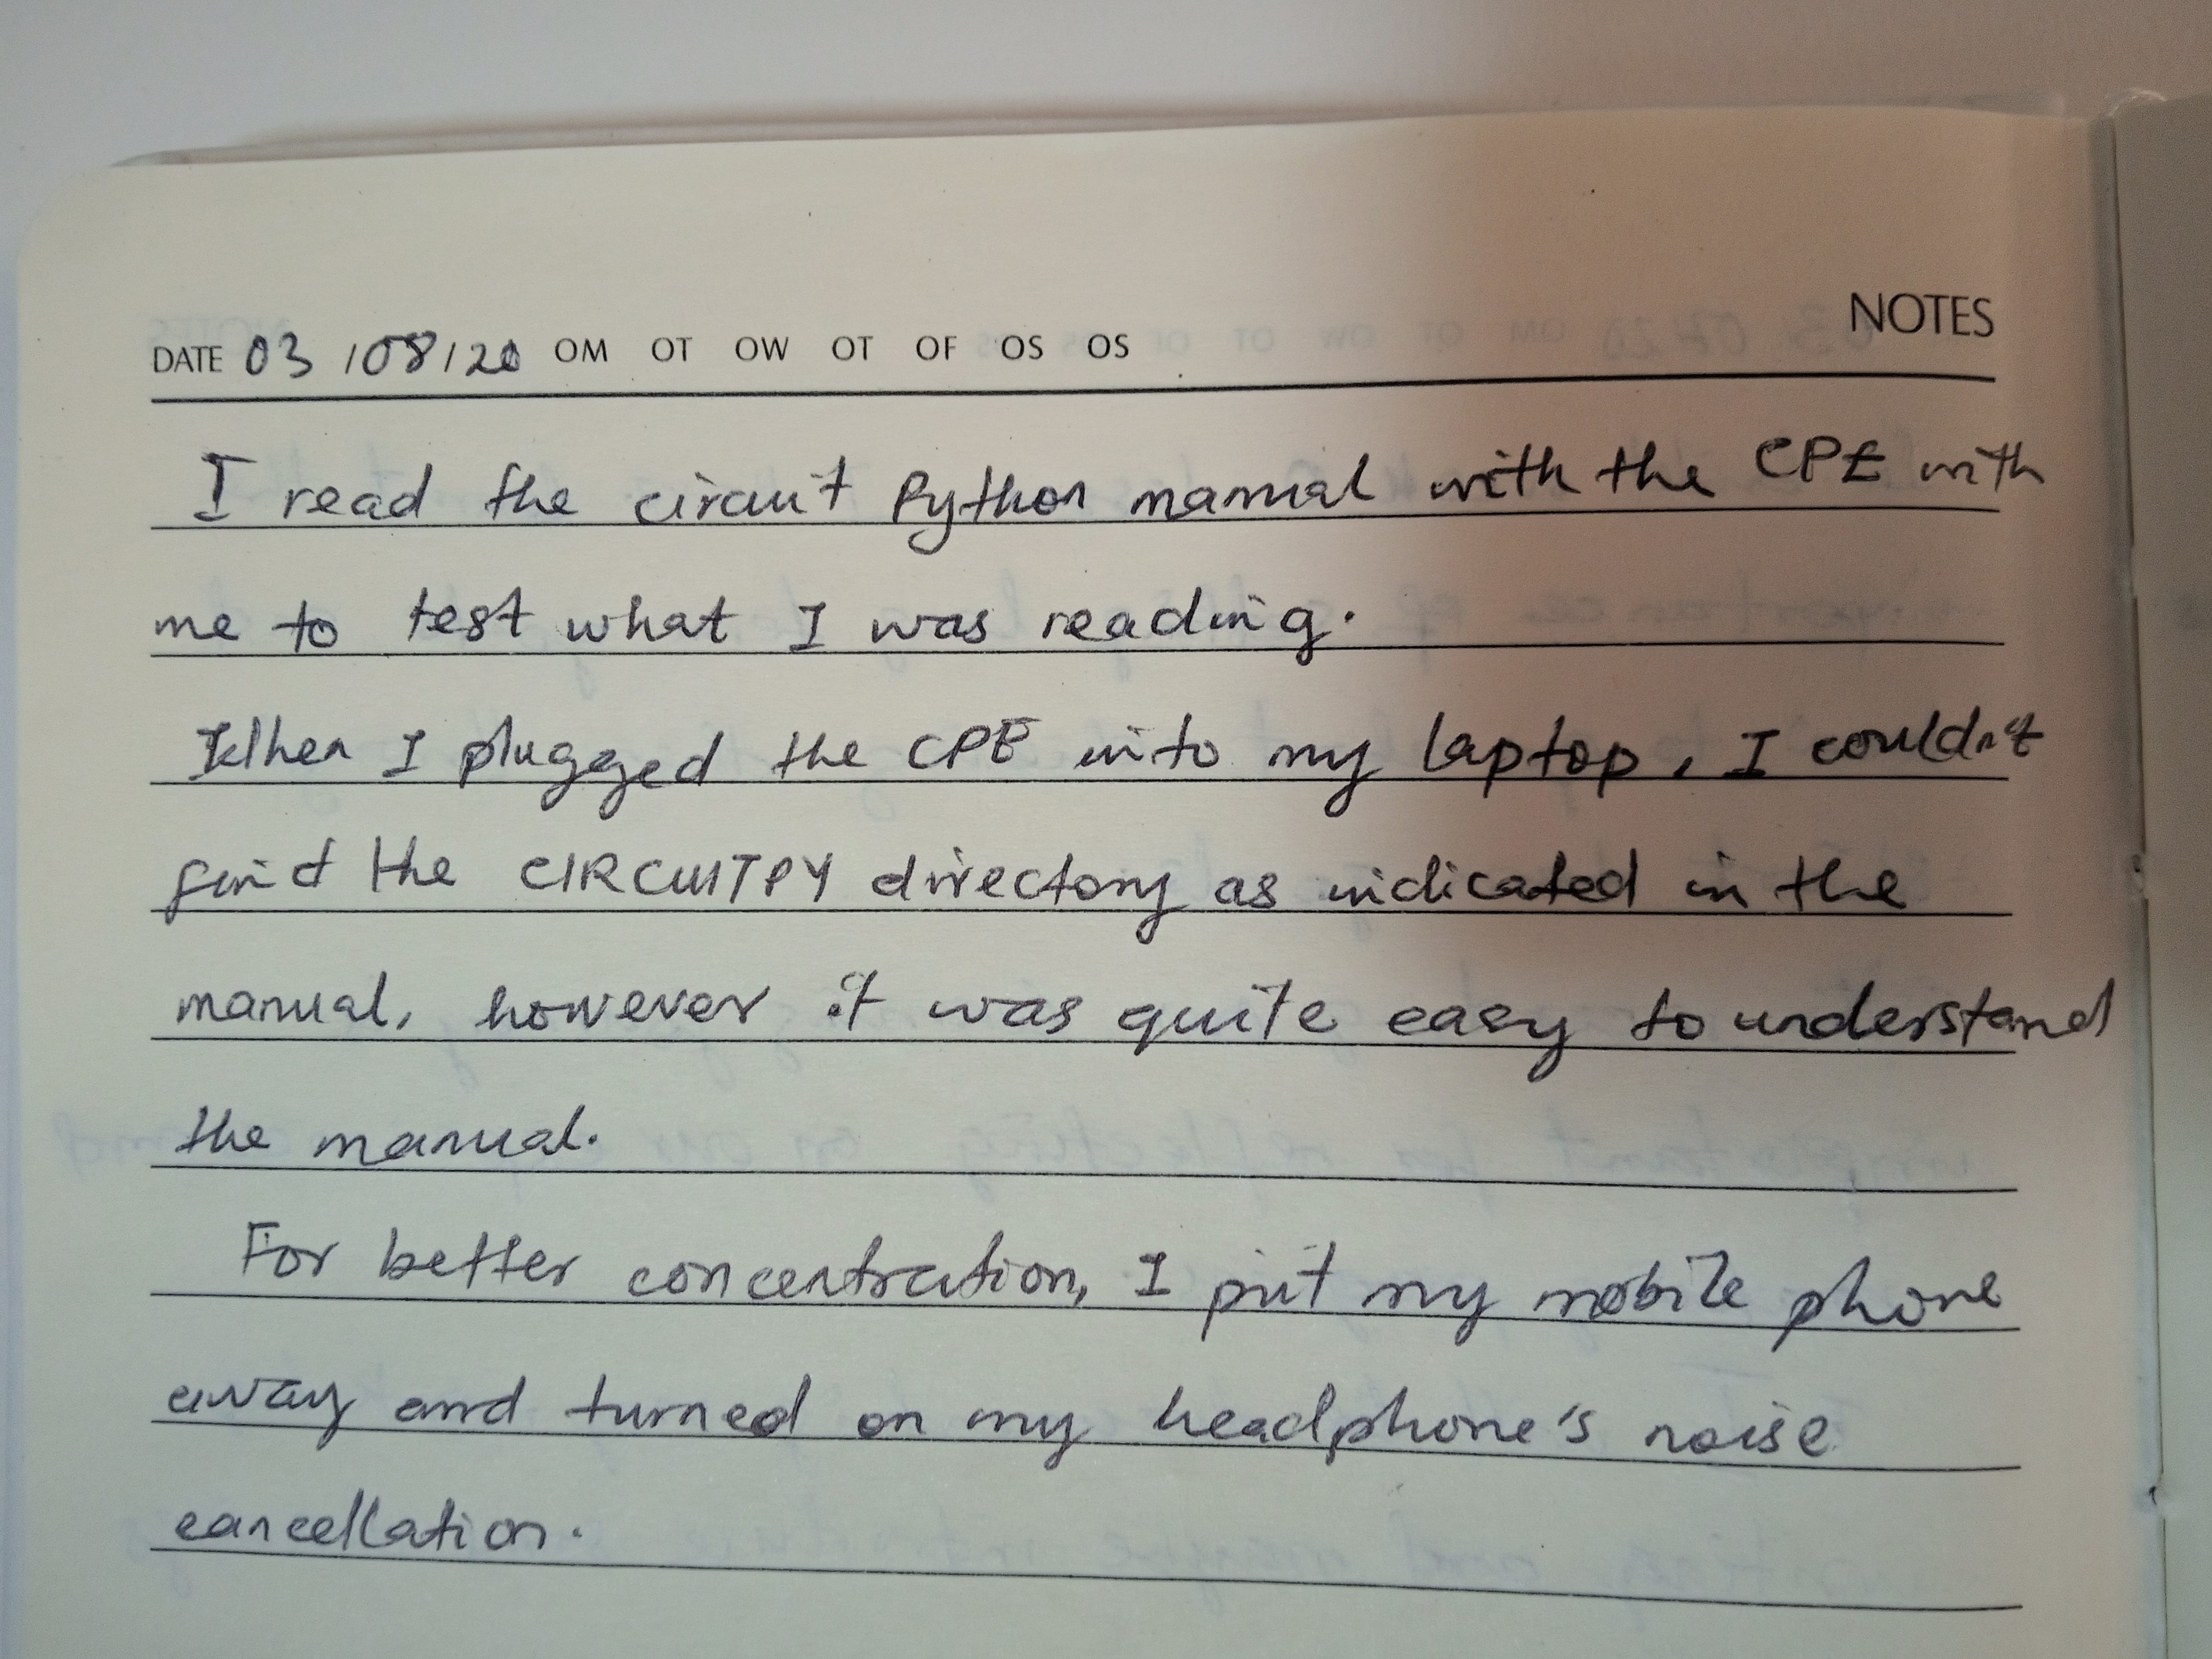 NOTES
DATE 03 /08/20 OM OT OW OT OF OS OS
I read the circuit Python manual with the CPE with
me to test what I was reading.
When I plugged the CPE into my laptop, I couldn't
find the CIRCUITPY directory as indicated in the
manual, however it was quite easy to understand
the manual.
For better concentration, I put my mobile phone
away and turned on my headphone's noise
cancellation.